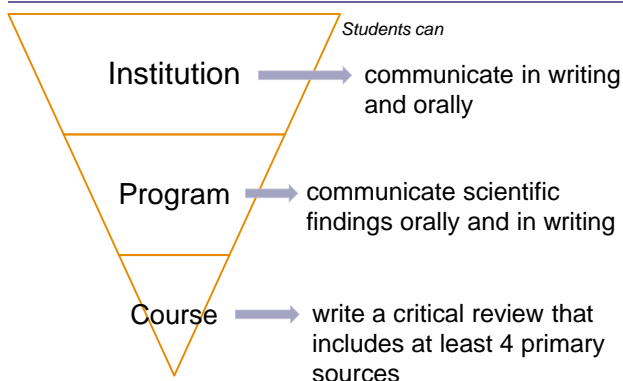 Students can
Institution
communicate in writing
and orally
Program
communicate scientific
findings orally and in writing
Course
write a critical review that
includes at least 4 primary
sources